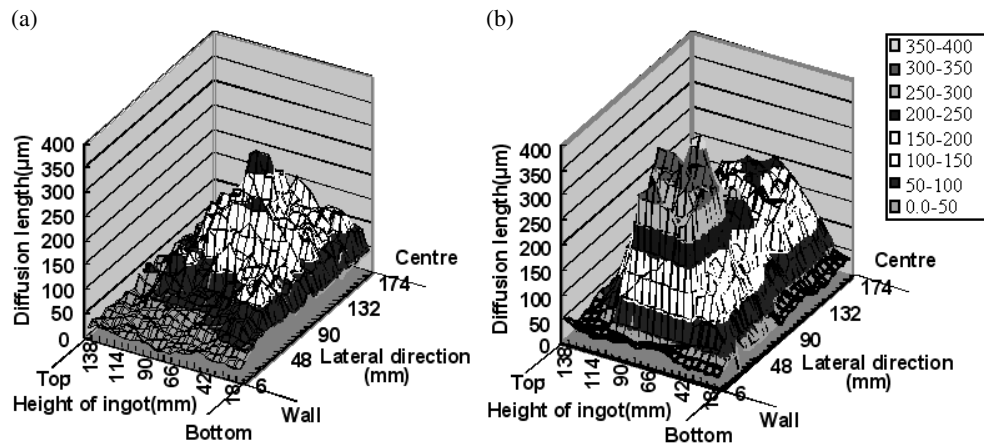 (a)
Diffusion length(µm)
400
350
300
250
200
150
100
50
0
138
114
90
66
42
18
Top
Height of ingot(mm)
Bottom
6
48
90
132
174
Wall
Lateral direction
(mm)
Centre
(b)
Diffusion length(µm)
400
350
300
250
200
150
100
50
0
138
114
90
66
42
18
Top
Height of ingot(mm)
Bottom
6
48
90
132
174
Wall
Lateral direction
(mm)
Centre
350-400
300-350
250-300
200-250
150-200
100-150
50-100
0.0-50